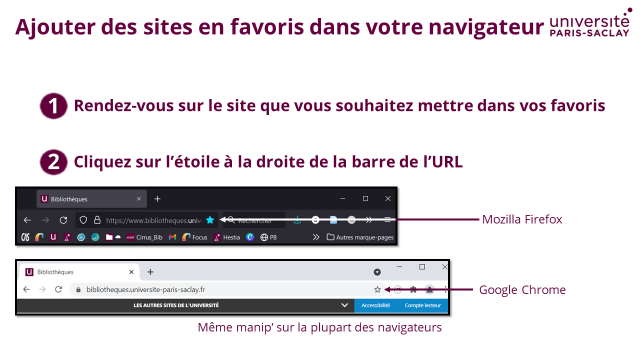 Ajouter des sites en favoris dans votre navigateur
université
PARIS-SACLAY
1 Rendez-vous sur le site que vous souhaitez mettre dans vos favoris
2 Cliquez sur l'étoile à la droite de la barre de l'URL
Bibliothèques
https://www.bibliotheques.univ
Rechercher
Cirrus_Bib
Focus
Hestia
PB
Autres marque-pages
Mozilla Firefox
Bibliothèques
bibliotheques.universite-paris-saclay.fr
Google Chrome
LES AUTRES SITES DE L'UNIVERSITÉ
Accessibilité
Compte lecteur
Même manip' sur la plupart des navigateurs